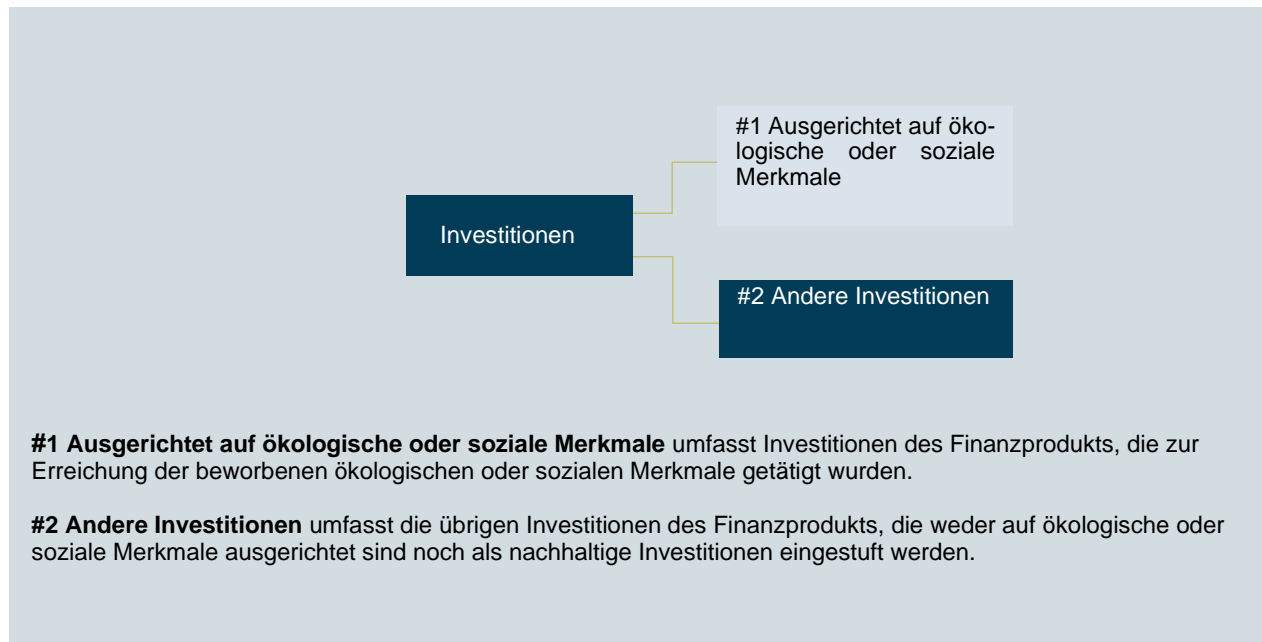 #1 Ausgerichtet auf öko-
logische oder soziale
Merkmale
Investitionen
#2 Andere Investitionen
#1 Ausgerichtet auf ökologische oder soziale Merkmale umfasst Investitionen des Finanzprodukts, die zur
Erreichung der beworbenen ökologischen oder sozialen Merkmale getätigt wurden.
#2 Andere Investitionen umfasst die übrigen Investitionen des Finanzprodukts, die weder auf ökologische oder
soziale Merkmale ausgerichtet sind noch als nachhaltige Investitionen eingestuft werden.